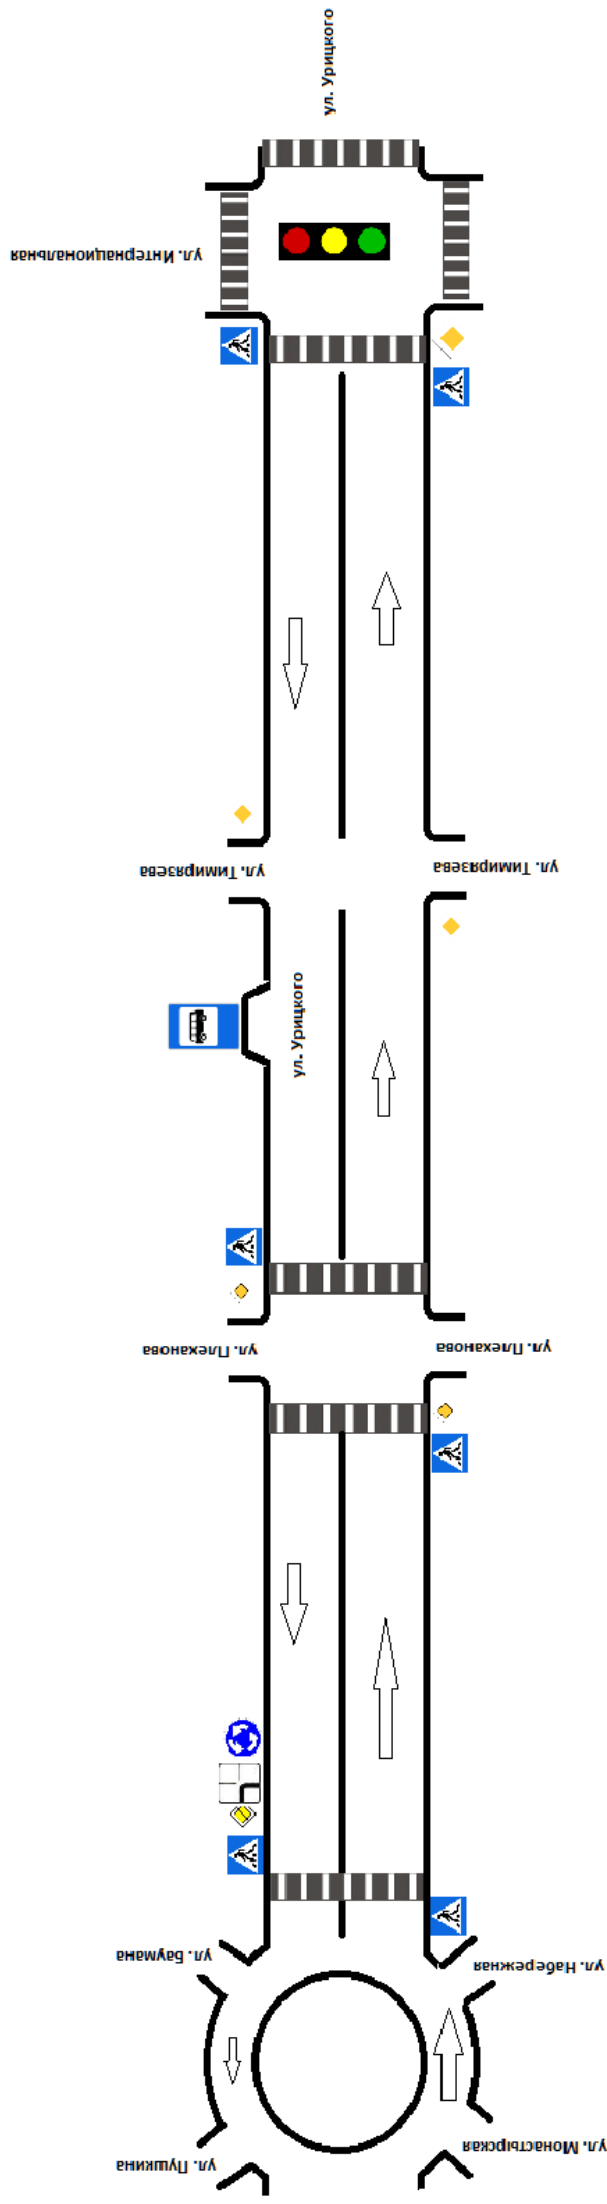 ул. Урицкого
ул. Интернациональная
ул. Тимирязева
ул. Тимирязева
ул. Урицкого
ул. Плеханова
ул. Плеханова
ул. Баумана
ул. Набережная
ул. Монастырская
ул. Пушкина